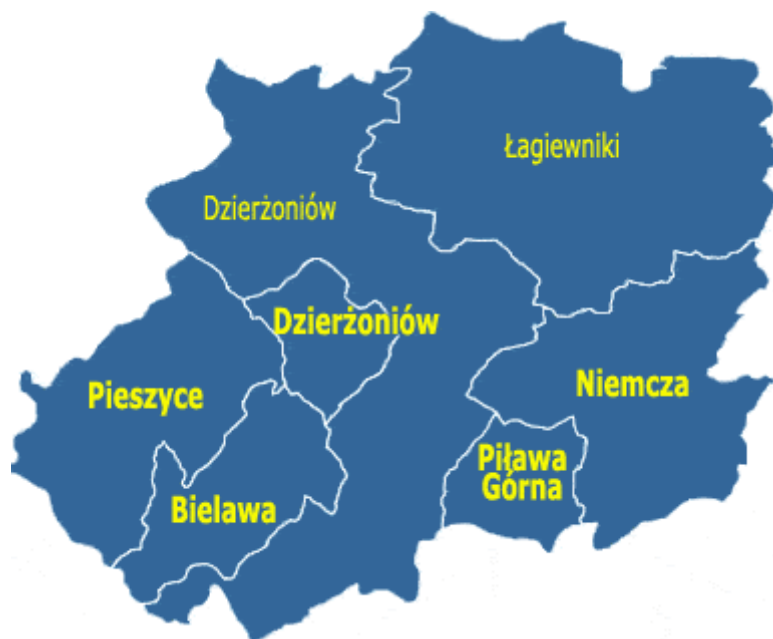 Łagiewniki
Dzierżoniów
Dzierżoniów
Pieszyce
Niemcza
Piława
Górna
Bielawa